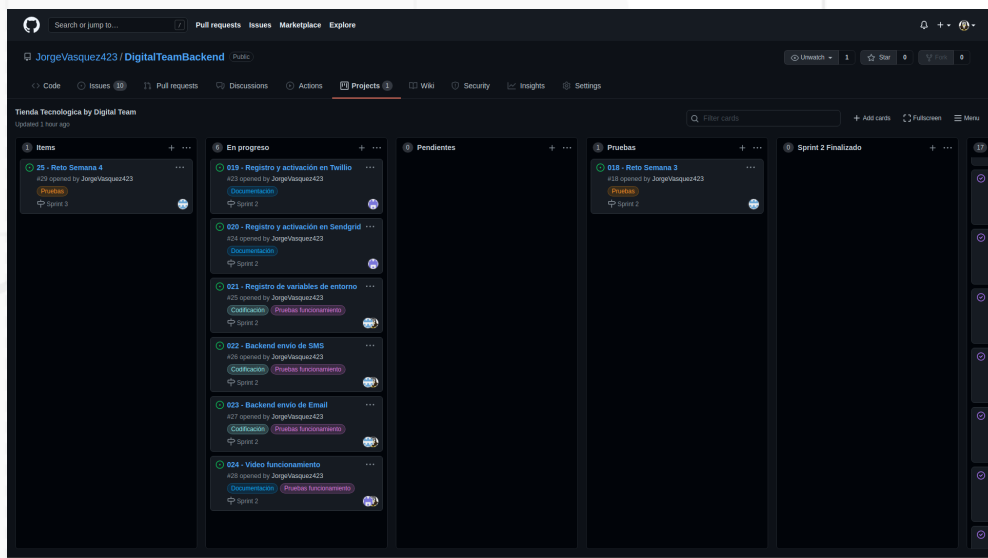 Search or jump to... /
Pull requests Issues Marketplace Explore
JorgeVasquez423 / DigitalTeamBackend Public
Unwatch 1 Star 0 Fork 0
Code Issues 10 Pull requests Discussions Actions Projects 1 Wiki Security Insights Settings
Tienda Tecnologica by Digital Team
Updated 1 hour ago
Filter cards
+ Add cards Fullscreen Menu
1 Items
25 - Reto Semana 4
#29 opened by JorgeVasquez423
Pruebas
Sprint 3
6 En progreso
019 - Registro y activación en Twillio
#23 opened by JorgeVasquez423
Documentación
Sprint 2
020 - Registro y activación en Sendgrid
#24 opened by JorgeVasquez423
Documentación
Sprint 2
021 - Registro de variables de entorno
#25 opened by JorgeVasquez423
Codificación Pruebas funcionamiento
Sprint 2
022 - Backend envío de SMS
#26 opened by JorgeVasquez423
Codificación Pruebas funcionamiento
Sprint 2
023 - Backend envío de Email
#27 opened by JorgeVasquez423
Codificación Pruebas funcionamiento
Sprint 2
024 - Video funcionamiento
#28 opened by JorgeVasquez423
Documentación Pruebas funcionamiento
Sprint 2
0 Pendientes
1 Pruebas
018 - Reto Semana 3
#18 opened by JorgeVasquez423
Pruebas
Sprint 2
0 Sprint 2 Finalizado
17